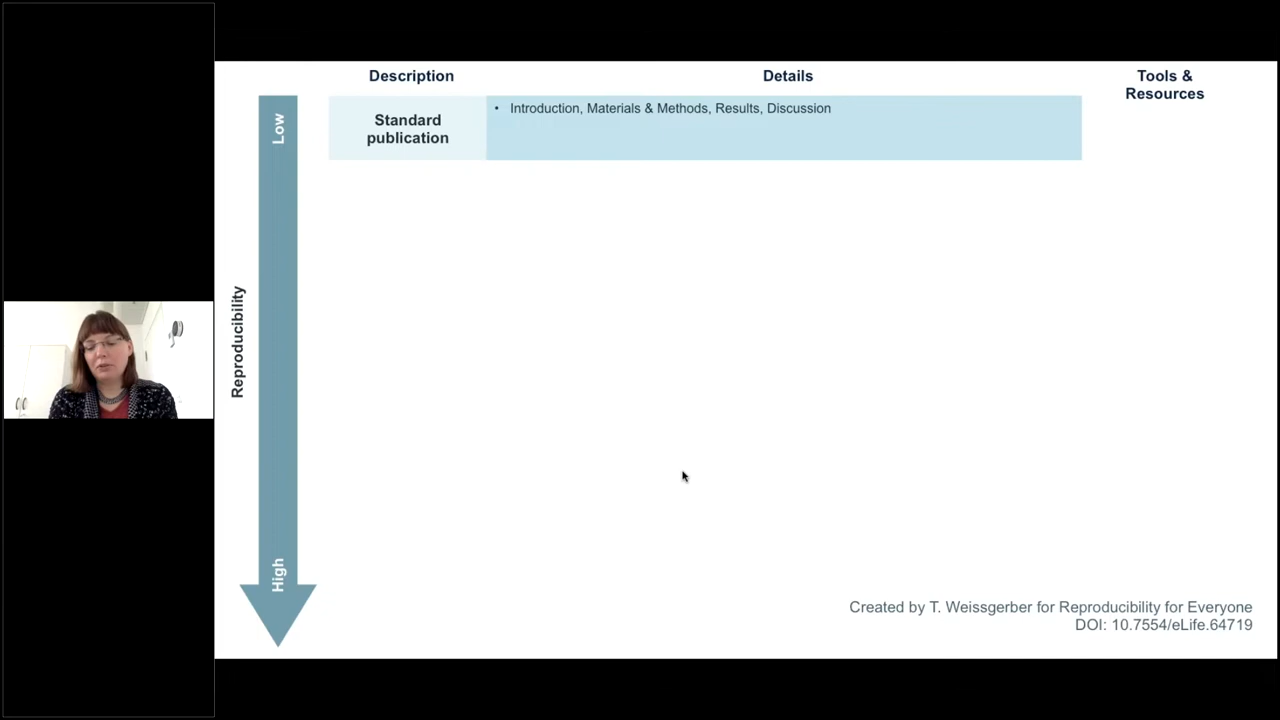 Description
Details
Tools &
Resources
Low
Standard
publication
• Introduction, Materials & Methods, Results, Discussion
Reproducibility
High
Created by T. Weissgerber for Reproducibility for Everyone
DOI: 10.7554/eLife.64719